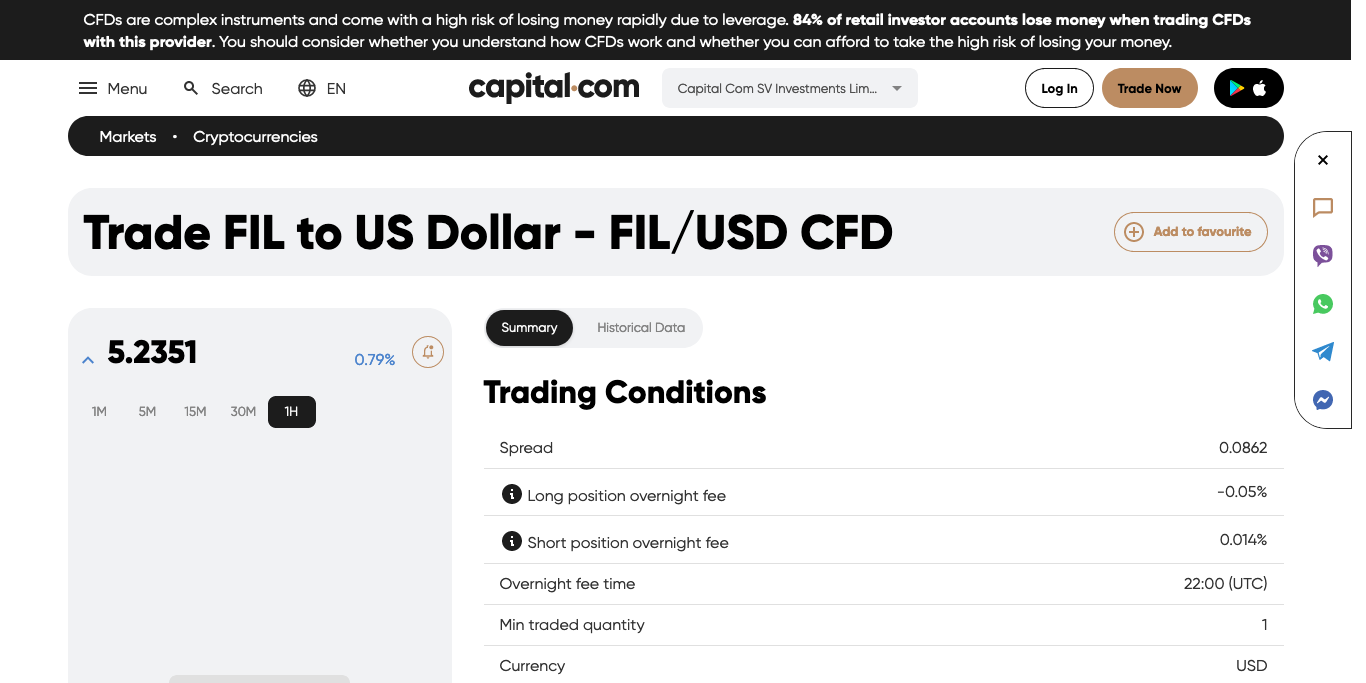 CFDs are complex instruments and come with a high risk of losing money rapidly due to leverage. 84% of retail investor accounts lose money when trading CFDs
with this provider. You should consider whether you understand how CFDs work and whether you can afford to take the high risk of losing your money.
Menu Search EN capital.com Capital Com SV Investments Lim... Log In Trade Now
Markets • Cryptocurrencies
Trade FIL to US Dollar - FIL/USD CFD Add to favourite
5.2351 0.79%
1M 5M 15M 30M 1H
Summary Historical Data
Trading Conditions
Spread 0.0862
Long position overnight fee -0.05%
Short position overnight fee 0.014%
Overnight fee time 22:00 (UTC)
Min traded quantity 1
Currency USD